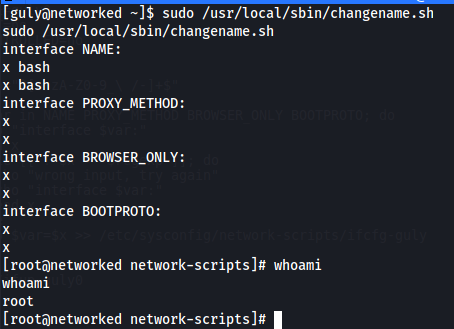 [guly@networked ~]$ sudo /usr/local/sbin/changename.sh
sudo /usr/local/sbin/changename.sh
interface NAME:
x bash
x bash
interface PROXY_METHOD:
x
x
interface BROWSER_ONLY:
x
x
interface BOOTPROTO:
x
x
[root@networked network-scripts]# whoami
whoami
root
[root@networked network-scripts]#